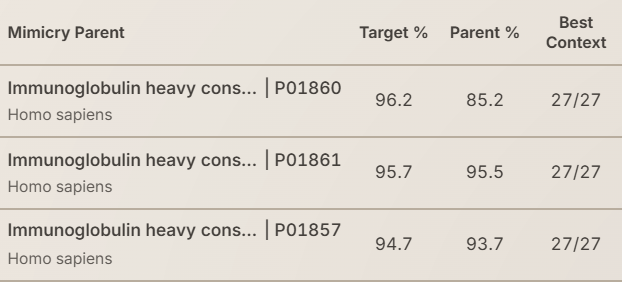 Mimicry Parent Target % Parent % Best Context
Immunoglobulin heavy cons... | P01860 96.2 85.2 27/27
Homo sapiens
Immunoglobulin heavy cons... | P01861 95.7 95.5 27/27
Homo sapiens
Immunoglobulin heavy cons... | P01857 94.7 93.7 27/27
Homo sapiens